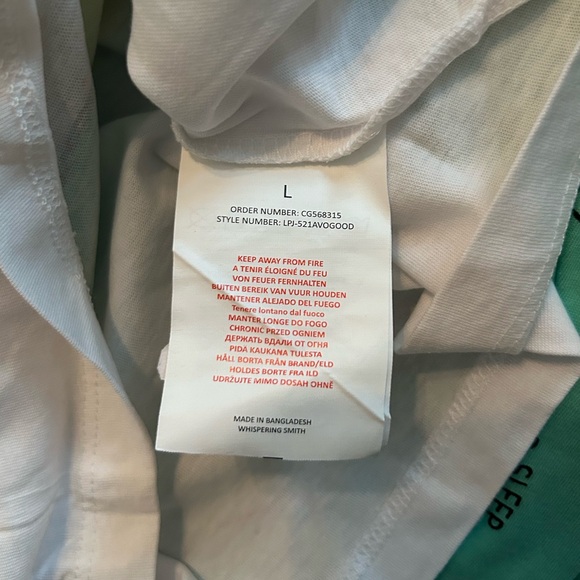 L
ORDER NUMBER: CG568315
STYLE NUMBER: LPJ-521AVOGOOD
KEEP AWAY FROM FIRE
A TENIR ÉLOIGNÉ DU FEU
VON FEUER FERNHALTEN
BUITEN BEREIK VAN VUUR HOUDEN
MANTENER ALEJADO DEL FUEGO
Tenere lontano dal fuoco
MANTER LONGE DO FOGO
CHRONIC PRZED OGNIEM
ДЕРЖАТЬ ВДАЛИ ОТ ОГНЯ
PIDA KAUKANA TULESTA
HÅLL BORTA FRÅN BRAND/ELD
HOLDES BORTE FRA ILD
UDRŽUJTE MIMO DOSAH OHNĚ
MADE IN BANGLADESH
WHISPERING SMITH
SLEEP